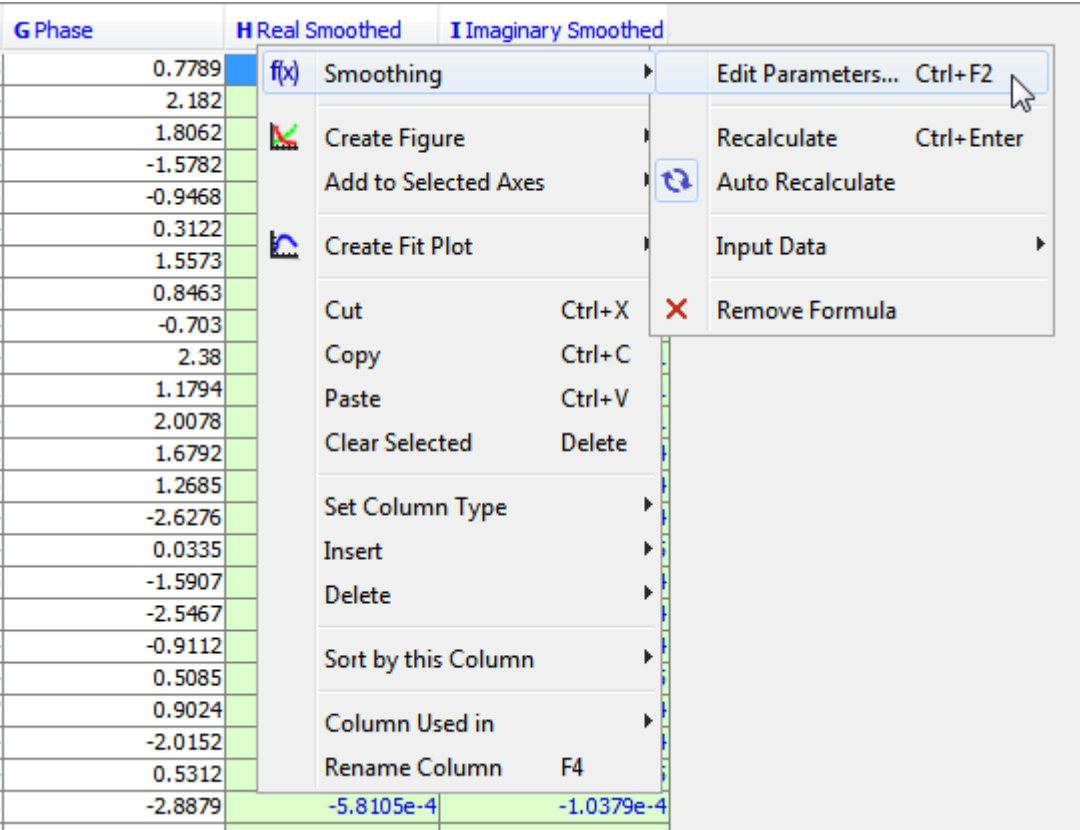 G Phase H Real Smoothed I Imaginary Smoothed
0.7789
2.182
1.8062
-1.5782
-0.9468
0.3122
1.5573
0.8463
-0.703
2.38
1.1794
2.0078
1.6792
1.2685
-2.6276
0.0335
-1.5907
-2.5467
-0.9112
0.5085
0.9024
-2.0152
0.5312
-2.8879 -5.8105e-4 -1.0379e-4
f(x) Smoothing
Create Figure
Add to Selected Axes
Create Fit Plot
Cut Ctrl+X
Copy Ctrl+C
Paste Ctrl+V
Clear Selected Delete
Set Column Type
Insert
Delete
Sort by this Column
Column Used in
Rename Column F4
Edit Parameters... Ctrl+F2
Recalculate Ctrl+Enter
Auto Recalculate
Input Data
Remove Formula